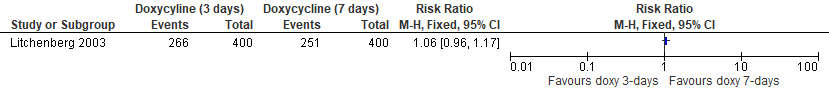 Doxycycline (3 days) Doxycycline (7 days) Risk Ratio Risk Ratio
Study or Subgroup Events Total Events Total M-H, Fixed, 95% CI M-H, Fixed, 95% CI
Litchenberg 2003 266 400 251 400 1.06 [0.96, 1.17]
0.01 0.1 1 10 100
Favours doxy 3-days Favours doxy 7-days